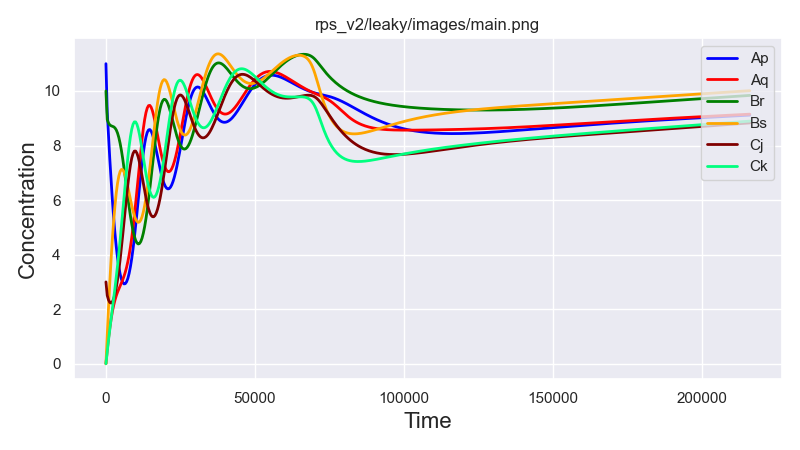 rps_v2/leaky/images/main.png
Concentration
10
8
6
4
2
0
Ap
Aq
Br
Bs
Cj
Ck
0 50000 100000 150000 200000
Time